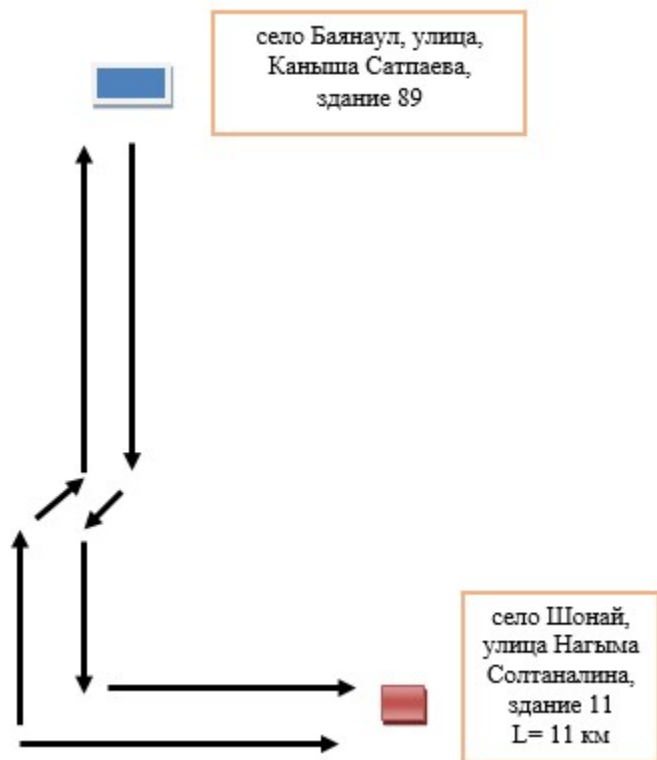 село Баянаул, улица,
Каныша Сатпаева,
здание 89
село Шонай,
улица Нагыма
Солтаналина,
здание 11
L= 11 км